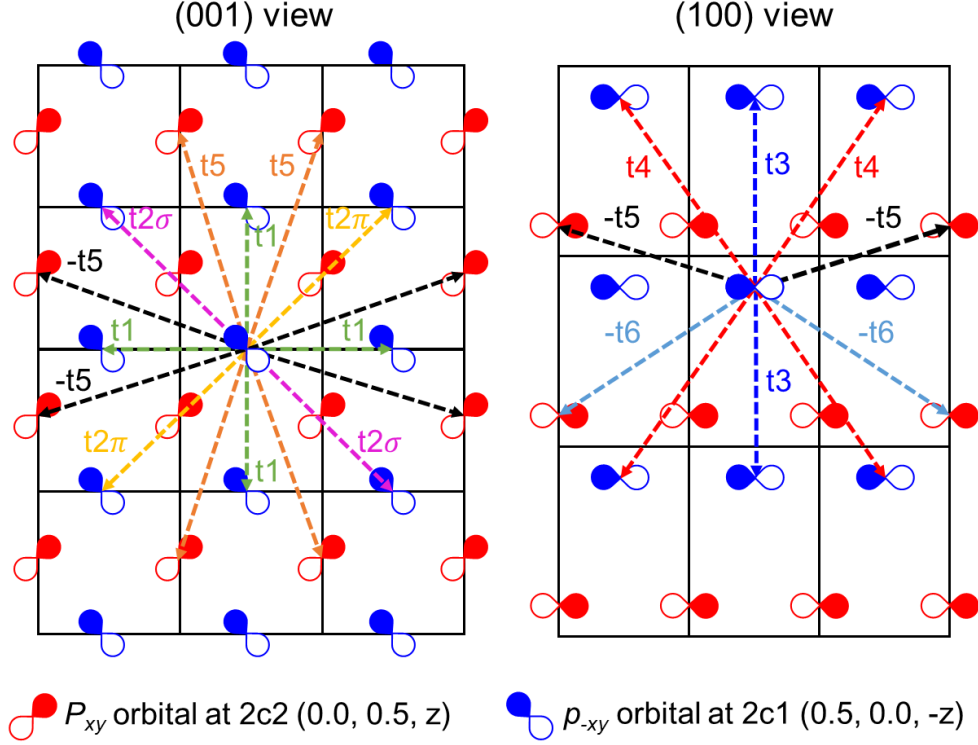 (001) view
(100) view
t5
t5
t2σ
t2π
t1
-t5
-t5
t1
t1
-t5
t2π
t2σ
t1
t3
t4
t4
-t5
-t5
-t6
-t6
t3
P_xy orbital at 2c2 (0.0, 0.5, z)
p_-xy orbital at 2c1 (0.5, 0.0, -z)